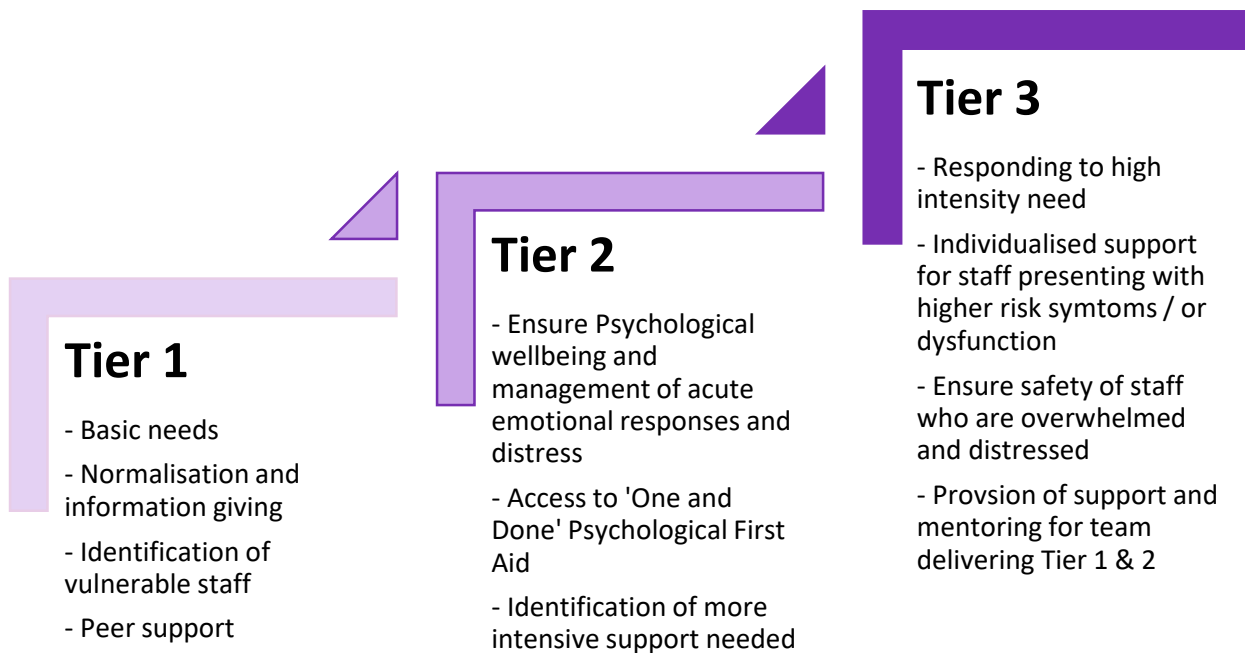 Tier 1
- Basic needs
- Normalisation and
information giving
- Identification of
vulnerable staff
- Peer support
Tier 2
- Ensure Psychological
wellbeing and
management of acute
emotional responses and
distress
- Access to 'One and
Done' Psychological First
Aid
- Identification of more
intensive support needed
Tier 3
- Responding to high
intensity need
- Individualised support
for staff presenting with
higher risk symtoms / or
dysfunction
- Ensure safety of staff
who are overwhelmed
and distressed
- Provsion of support and
mentoring for team
delivering Tier 1 & 2